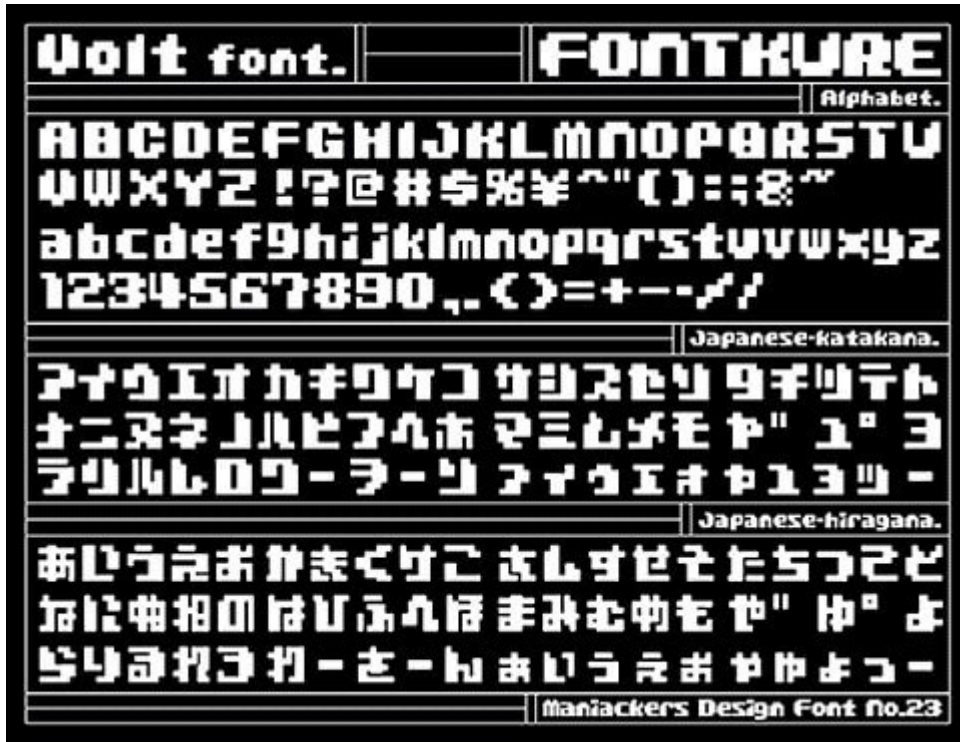 Volt font.
FONTKURE
Alphabet.
ABCDEFGHIJKLMNOPQRSTU
VWXYZ!?@#$%¥^"():;&~
abcdefghijklmnopqrstuvwxyz
1234567890,.()=+--//
Japanese-katakana.
アイウエオ カキクケコ サシスセソ タチツテト
ナニヌネノハヒフヘホ マミムメモ ヤ" ユ° ヨ
ラリルレロワーヲーン アィゥェォャュョッー
Japanese-hiragana.
あいうえお かきくけこ さしすせそ たちつてと
なにぬねのはひふへほ まみむめも や" ゆ° よ
らりるれろ わーをーん ぁぃぅぇぉ ゃゅょっー
Maniackers Design Font No.23